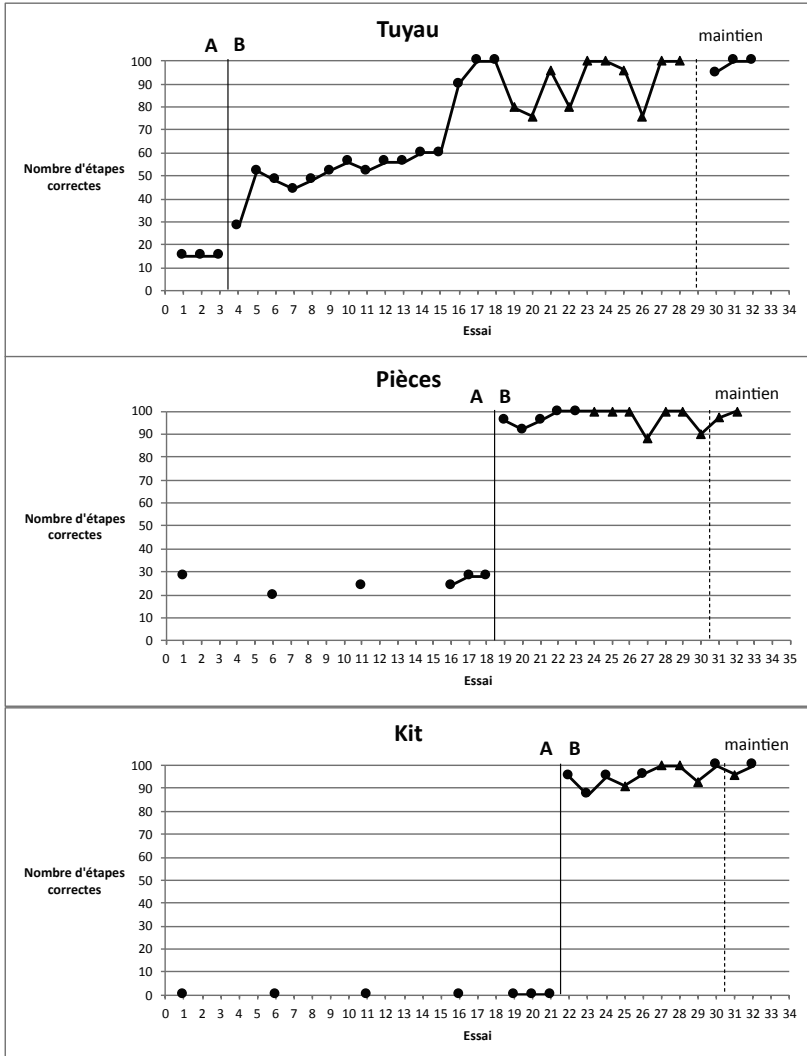 Tuyau
A B
maintien
100
90
80
70
60
50
40
30
20
10
0
Nombre d'étapes
correctes
0 1 2 3 4 5 6 7 8 9 10 11 12 13 14 15 16 17 18 19 20 21 22 23 24 25 26 27 28 29 30 31 32 33 34
Essai
Pièces
A B
maintien
100
90
80
70
60
50
40
30
20
10
0
Nombre d'étapes
correctes
0 1 2 3 4 5 6 7 8 9 10 11 12 13 14 15 16 17 18 19 20 21 22 23 24 25 26 27 28 29 30 31 32 33 34 35
Essai
Kit
A B
maintien
100
90
80
70
60
50
40
30
20
10
0
Nombre d'étapes
correctes
0 1 2 3 4 5 6 7 8 9 10 11 12 13 14 15 16 17 18 19 20 21 22 23 24 25 26 27 28 29 30 31 32 33 34
Essai